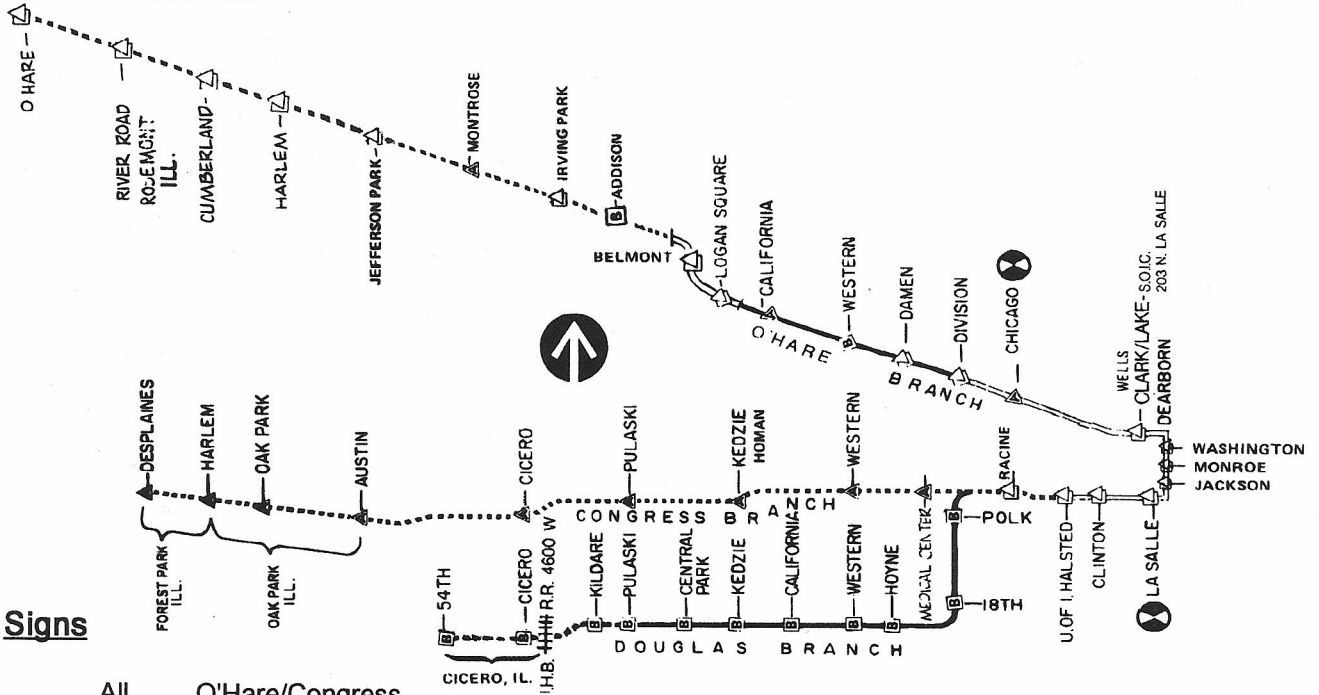 O HARE
RIVER ROAD
ROSEMONT
ILL.
CUMBERLAND
HARLEM
JEFFERSON PARK
MONTROSE
IRVING PARK
B
ADDISON
BELMONT
LOGAN SQUARE
CALIFORNIA
B
WESTERN
DAMEN
DIVISION
CHICAGO
O'HARE BRANCH
WELLS
CLARK/LAKE - S.O.I.C.
203 N. LA SALLE
DEARBORN
WASHINGTON
MONROE
JACKSON
DESPLAINES
HARLEM
OAK PARK
AUSTIN
CICERO
PULASKI
KEDZIE
HOMAN
WESTERN
MEDICAL CENTER
RACINE
U.OF I. HALSTED
CLINTON
LA SALLE
CONGRESS BRANCH
FOREST PARK
ILL.
OAK PARK
ILL.
B
54TH
B
CICERO
I.H.B. R.R. 4600 W
B
KILDARE
B
PULASKI
B
CENTRAL
PARK
B
KEDZIE
B
CALIFORNIA
B
WESTERN
B
HOYNE
B
POLK
B
18TH
DOUGLAS BRANCH
CICERO, IL.
Signs
All O'Hare/Congress